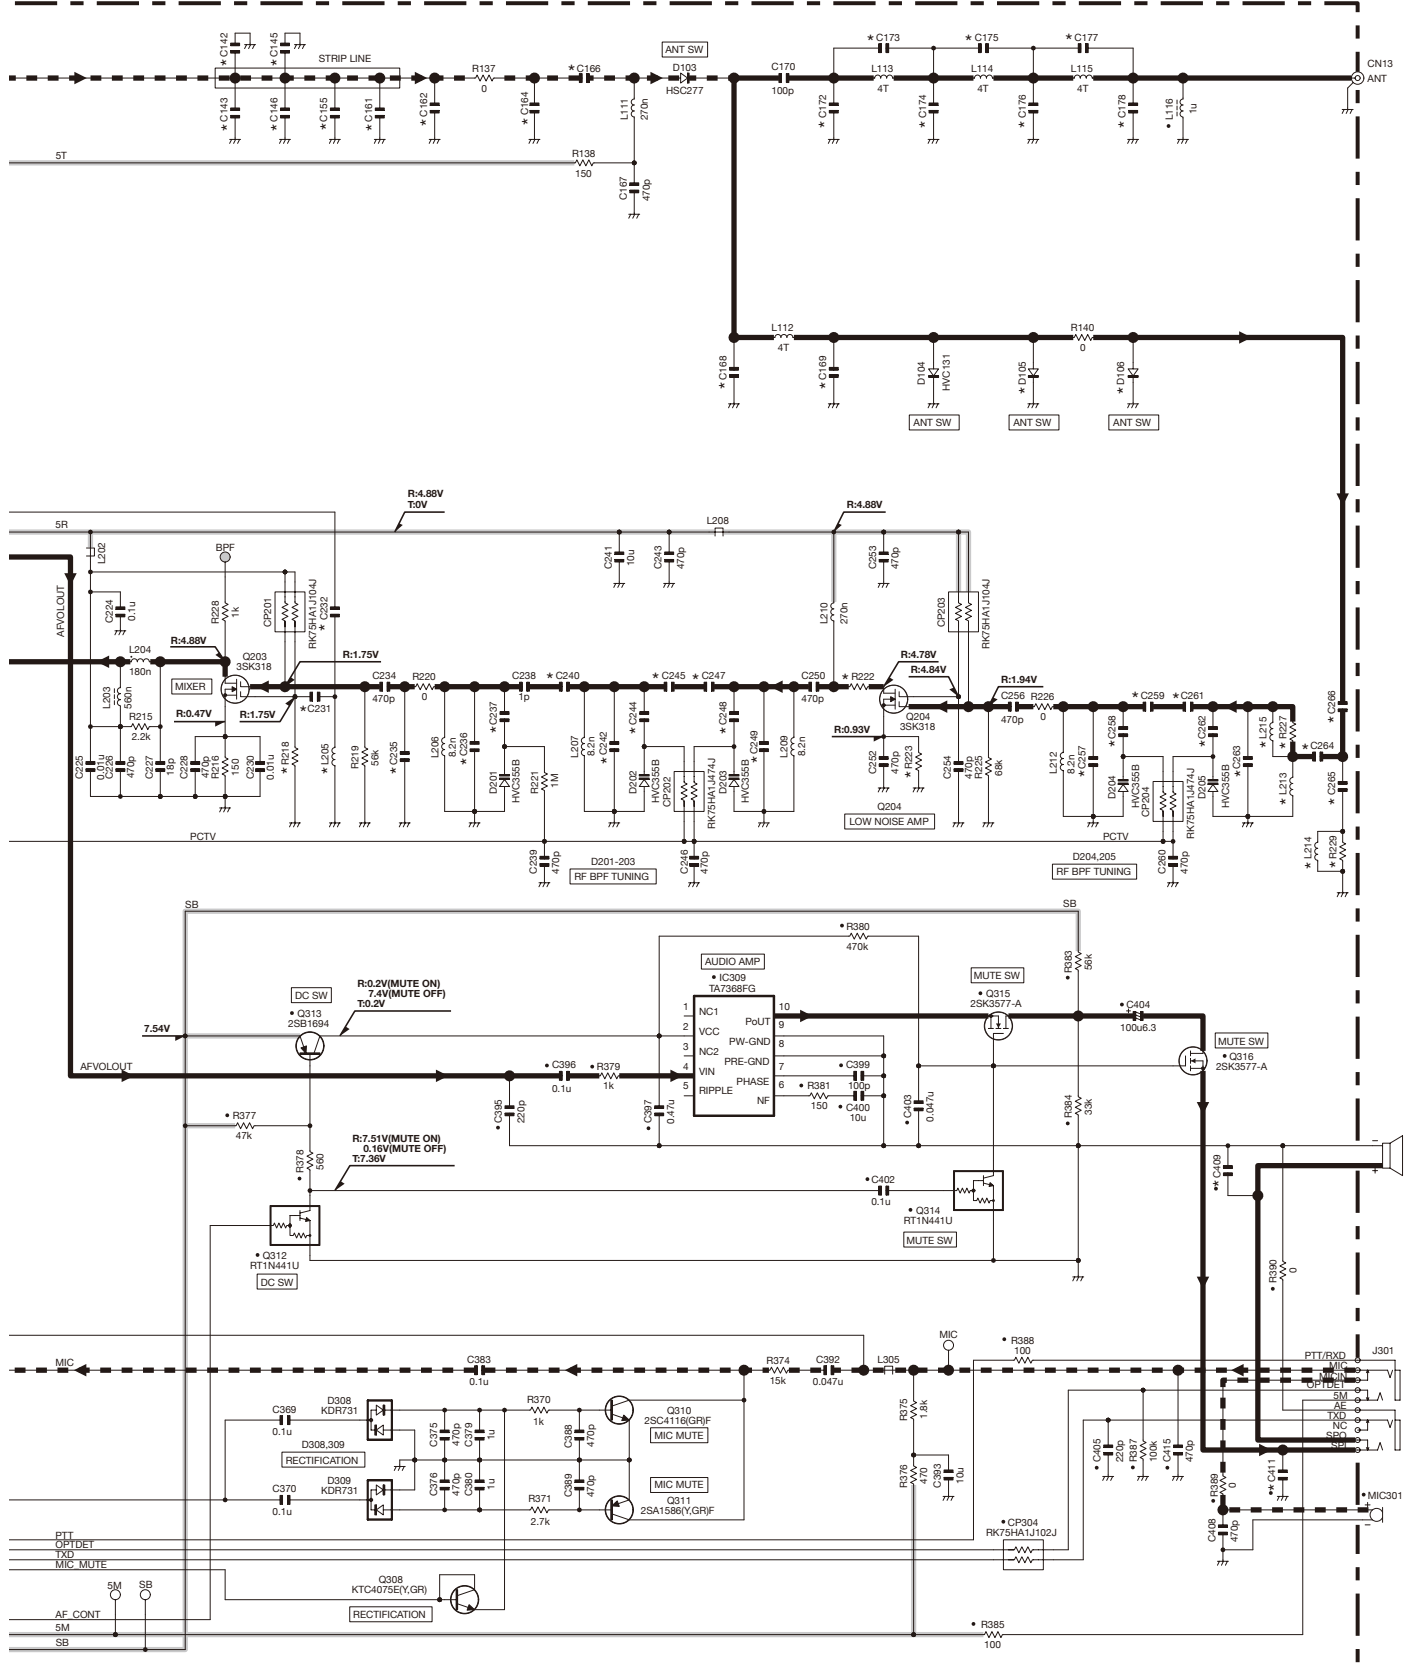 * C142
* C145
STRIP LINE
* C143
* C146
* C155
* C161
* C162
R137
0
* C164
* C166
L111
270n
ANT SW
D103
HSC277
C170
100p
* C173
* C175
* C177
L113
4T
L114
4T
L115
4T
* C172
* C174
* C176
* C178
• L116
1u
CN13
ANT
5T
R138
150
C167
470p
L112
4T
R140
0
* C168
* C169
D104
HVC131
* D105
* D106
ANT SW
ANT SW
ANT SW
R:4.88V
T:0V
R:4.88V
5R
L202
BPF
L208
C241
10u
C243
470p
C253
470p
AFVOLOUT
C224
0.1u
R228
1k
CP201
RK75HA1J104J
C232
*
L210
270n
CP203
RK75HA1J104J
R:4.88V
L204
180n
Q203
3SK318
R:1.75V
MIXER
L203
560n
R:0.47V
R:1.75V
* C231
C234
470p
R220
0
C238
1p
* C240
* C245
* C247
C250
470p
* R222
R:4.78V
R:4.84V
R:1.94V
C256
470p
R226
0
* C259
* C261
* C266
R215
2.2k
C225
0.01u
C226
470p
C227
18p
C228
470p
R216
150
C230
0.01u
* R218
* L205
R219
56k
* C235
L206
8.2n
* C236
* C237
D201
HVC355B
R221
1M
L207
8.2n
* C242
* C244
D202
HVC355B
CP202
RK75HA1J474J
* C248
D203
HVC355B
* C249
L209
8.2n
Q204
3SK318
R:0.93V
C252
470p
* R223
C254
470p
R225
68k
L212
8.2n
* C257
* C258
D204
HVC355B
CP204
RK75HA1J474J
* C262
D205
HVC355B
* C263
* L215
* R227
* C264
* L213
* C265
Q204
LOW NOISE AMP
PCTV
PCTV
C239
470p
D201-203
RF BPF TUNING
C246
470p
D204,205
RF BPF TUNING
C260
470p
* L214
* R229
SB
SB
• R380
470k
AUDIO AMP
• IC309
TA7368FG
• R383
56k
MUTE SW
• Q315
2SK3577-A
• C404
+
100u6.3
R:0.2V(MUTE ON)
7.4V(MUTE OFF)
T:0.2V
DC SW
• Q313
2SB1694
7.54V
1 NC1
2 VCC
3 NC2
4 VIN
5 RIPPLE
10
PoUT
9
PW-GND
8
PRE-GND
7
PHASE
6
NF
MUTE SW
• Q316
2SK3577-A
AFVOLOUT
• C396
0.1u
• R379
1k
• C399
100p
• R381
150
• C400
10u
• C395
220p
• C397
0.47u
• C403
0.047u
• R384
33k
• R377
47k
R:7.51V(MUTE ON)
0.16V(MUTE OFF)
T:7.36V
• R378
560
•* C409
−
+
• C402
0.1u
• Q314
RT1N441U
MUTE SW
• Q312
RT1N441U
DC SW
• R390
0
MIC
C383
0.1u
R374
15k
C392
0.047u
L305
MIC
• R388
100
J301
PTT/RXD
MIC
MICIN
OPTDET
5M
AE
TXD
NC
SPO
SPI
C369
0.1u
D308
KDR731
C375
470p
C379
1u
R370
1k
C388
470p
Q310
2SC4116(GR)F
MIC MUTE
R375
1.8k
D308,309
RECTIFICATION
D309
KDR731
C370
0.1u
C376
470p
C380
1u
R371
2.7k
C389
470p
MIC MUTE
Q311
2SA1586(Y,GR)F
R376
470
C393
10u
• C405
220p
• R387
100k
• C415
470p
• R389
0
•* C411
• MIC301
+
−
C408
470p
• CP304
RK75HA1J102J
PTT
OPTDET
TXD
MIC_MUTE
Q308
KTC4075E(Y,GR)
RECTIFICATION
5M
SB
AF_CONT
5M
SB
• R385
100